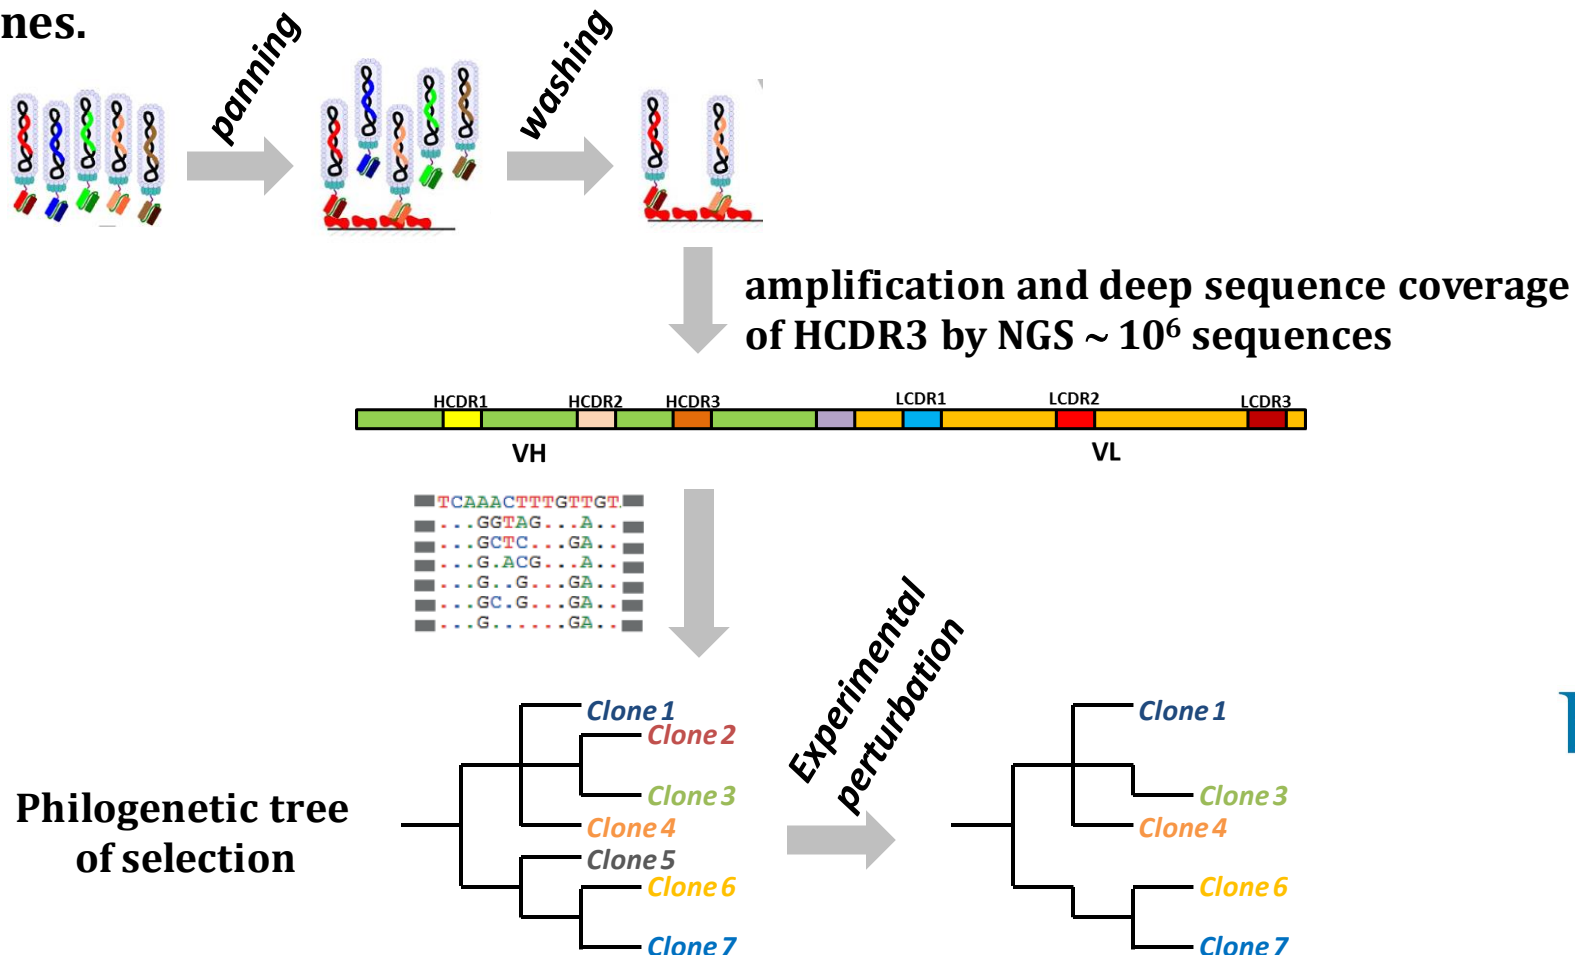 nes.
panning
washing
amplification and deep sequence coverage
of HCDR3 by NGS ~ 10⁶ sequences
HCDR1 HCDR2 HCDR3 LCDR1 LCDR2 LCDR3
VH VL
TCAAACTTTGTTGT.
...GGTAG...A..
...GCTC...GA..
...G.ACG...A..
...G..G...GA..
...GC.G...GA..
...G......GA..
Experimental
perturbation
Philogenetic tree
of selection
Clone 1
Clone 2
Clone 3
Clone 4
Clone 5
Clone 6
Clone 7
Clone 1
Clone 3
Clone 4
Clone 6
Clone 7